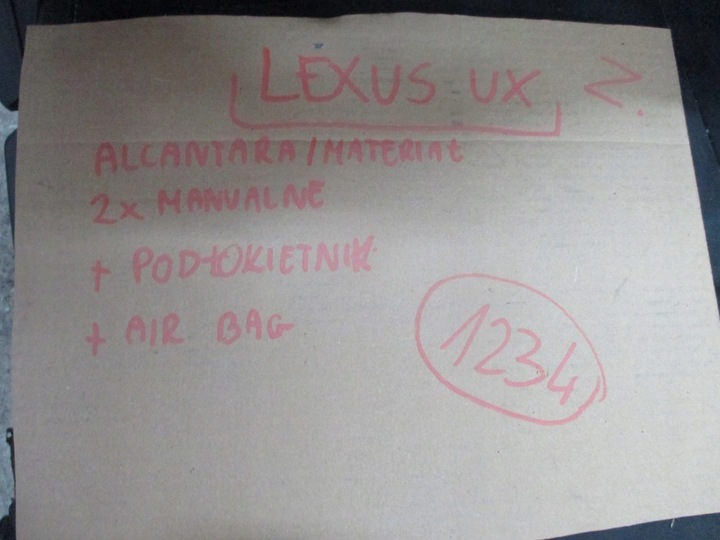 LEXUS UX N.
ALCANTARA/MATERIAŁ
2x MANUALNE
+ PODŁOKIETNIK
+ AIR BAG
1234